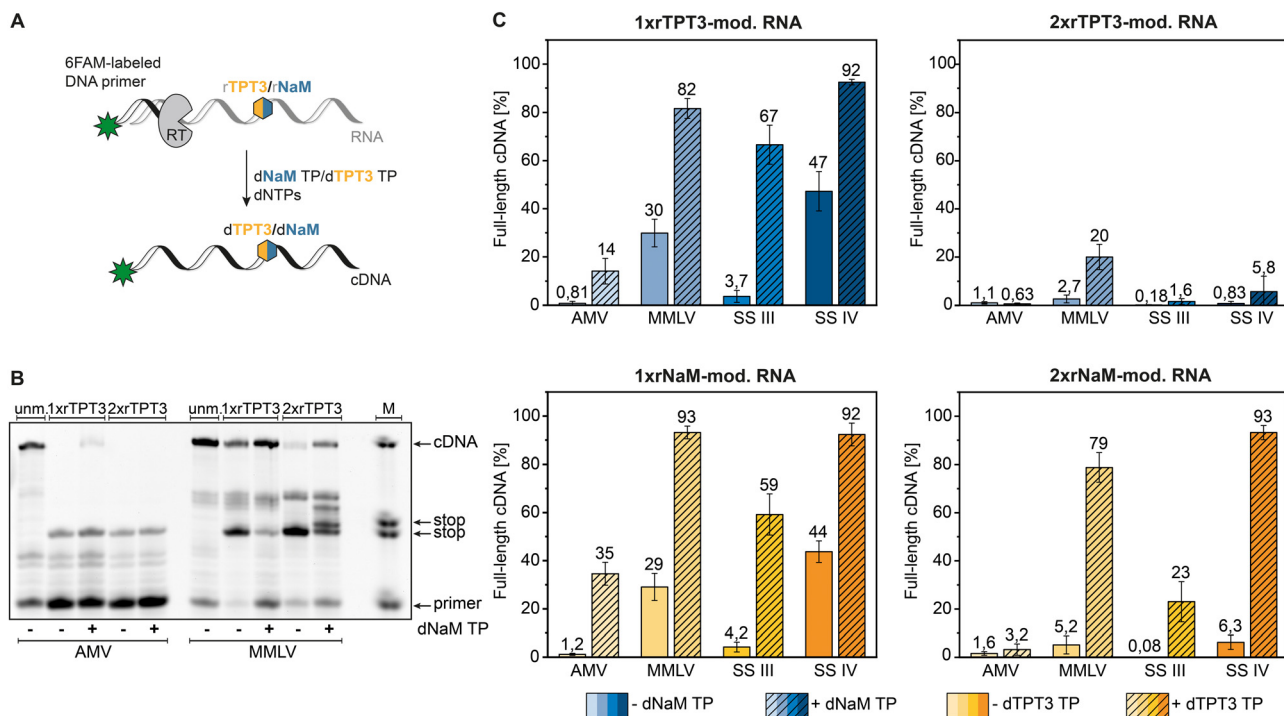 A
6FAM-labeled
DNA primer
rTPT3/rNaM
RT
RNA
dNaM TP/dTPT3 TP
dNTPs
dTPT3/dNaM
cDNA
B
unm. 1xrTPT3 2xrTPT3 unm. 1xrTPT3 2xrTPT3 M
cDNA
stop
stop
primer
- - + - + - - + - + dNaM TP
AMV MMLV
C
1xrTPT3-mod. RNA
Full-length cDNA [%]
100
80
60
40
20
0
0,81 14 30 82 3,7 67 47 92
AMV MMLV SS III SS IV
2xrTPT3-mod. RNA
Full-length cDNA [%]
100
80
60
40
20
0
1,1 0,63 2,7 20 0,18 1,6 0,83 5,8
AMV MMLV SS III SS IV
1xrNaM-mod. RNA
Full-length cDNA [%]
100
80
60
40
20
0
1,2 35 29 93 4,2 59 44 92
AMV MMLV SS III SS IV
2xrNaM-mod. RNA
Full-length cDNA [%]
100
80
60
40
20
0
1,6 3,2 5,2 79 0,08 23 6,3 93
AMV MMLV SS III SS IV
- dNaM TP + dNaM TP - dTPT3 TP + dTPT3 TP